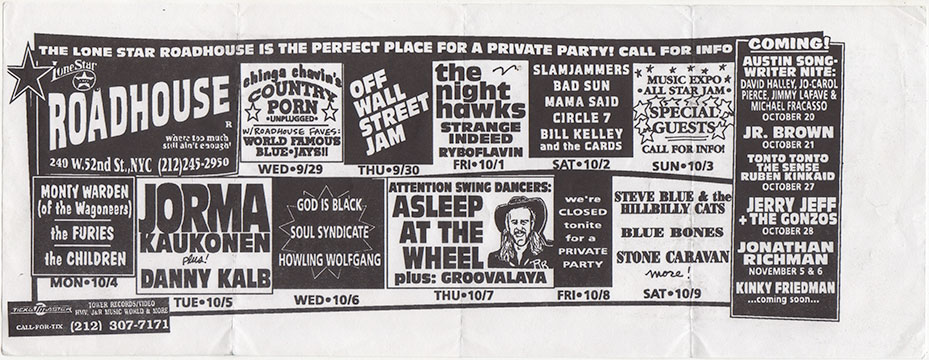 THE LONE STAR ROADHOUSE IS THE PERFECT PLACE FOR A PRIVATE PARTY! CALL FOR INFO
Lone Star
ROADHOUSE
R
where too much
still ain't enough!
240 W.52nd St.,NYC (212)245-2950
chinga chavin's
COUNTRY
PORN
•UNPLUGGED•
W/ROADHOUSE FAVES:
WORLD FAMOUS
BLUE•JAYS!!
WED•9/29
OFF
WALL
STREET
JAM
THU•9/30
the
night
hawks
STRANGE
INDEED
RYBOFLAVIN
FRI•10/1
SLAMJAMMERS
BAD SUN
MAMA SAID
CIRCLE 7
BILL KELLEY
and the CARDS
SAT•10/2
MUSIC EXPO
ALL STAR JAM
SPECIAL
GUESTS
CALL FOR INFO!
SUN•10/3
MONTY WARDEN
(of the Wagoneers)
the FURIES
the CHILDREN
MON•10/4
JORMA
KAUKONEN
plus!
DANNY KALB
TUE•10/5
GOD IS BLACK
SOUL SYNDICATE
HOWLING WOLFGANG
WED•10/6
ATTENTION SWING DANCERS:
ASLEEP
AT THE
WHEEL
plus: GROOVALAYA
THU•10/7
we're
CLOSED
tonite
for a
PRIVATE
PARTY
FRI•10/8
STEVE BLUE & the
HILLBILLY CATS
BLUE BONES
STONE CARAVAN
more!
SAT•10/9
COMING!
AUSTIN SONG-
WRITER NITE:
DAVID HALLEY, JO-CAROL
PIERCE, JIMMY LAFAVE &
MICHAEL FRACASSO
OCTOBER 20
JR. BROWN
OCTOBER 21
TONTO TONTO
THE SENSE
RUBEN KINKAID
OCTOBER 27
JERRY JEFF
+ THE GONZOS
OCTOBER 28
JONATHAN
RICHMAN
NOVEMBER 5 & 6
KINKY FRIEDMAN
...coming soon...
TICKETMASTER
TOWER RECORDS/VIDEO
HMV, J&R MUSIC WORLD & MORE
CALL-FOR-TIX (212) 307-7171